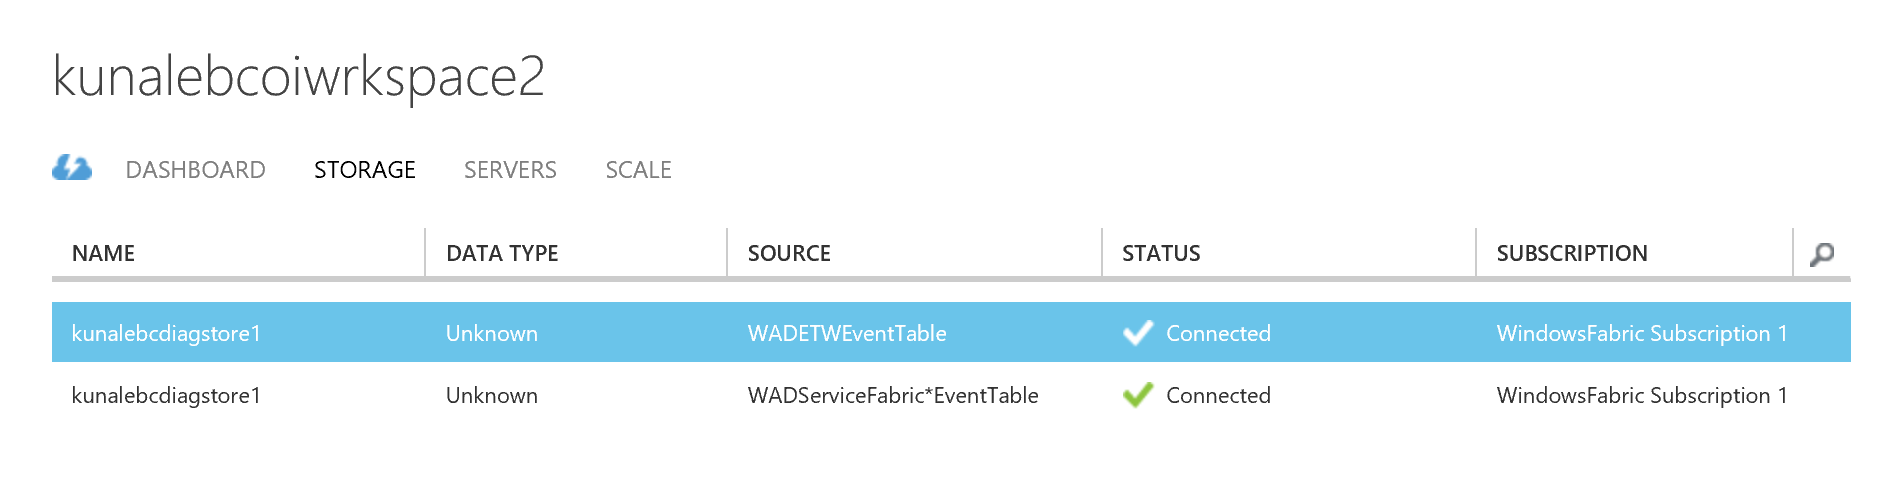 kunalebcoiwrkspace2
DASHBOARD STORAGE SERVERS SCALE
NAME DATA TYPE SOURCE STATUS SUBSCRIPTION
kunalebcdiagstore1 Unknown WADETWEventTable Connected WindowsFabric Subscription 1
kunalebcdiagstore1 Unknown WADServiceFabric*EventTable Connected WindowsFabric Subscription 1